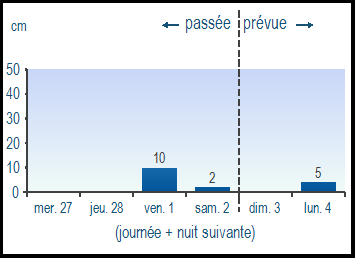 ← passée prévue →
cm
50
40
30
20
10
0
10
2
5
mer. 27 jeu. 28 ven. 1 sam. 2 dim. 3 lun. 4
(journée + nuit suivante)